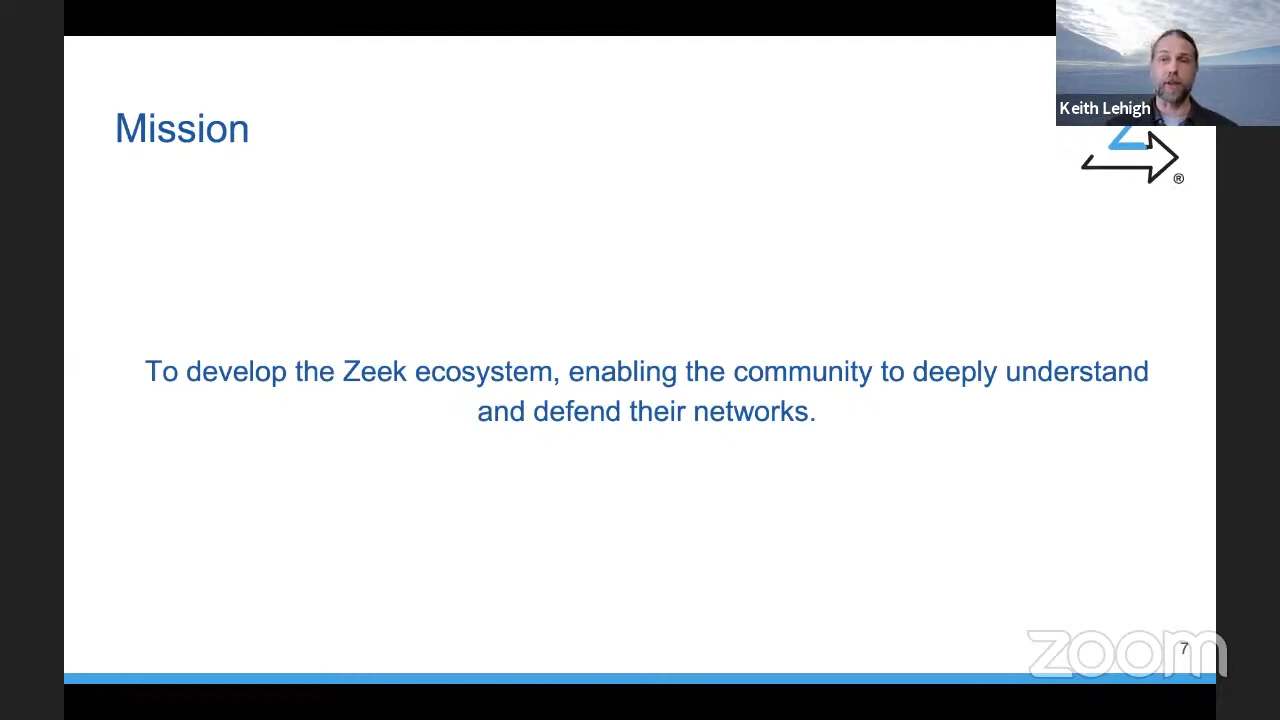 Keith Lehigh
Mission
®
To develop the Zeek ecosystem, enabling the community to deeply understand
and defend their networks.
7
zoom